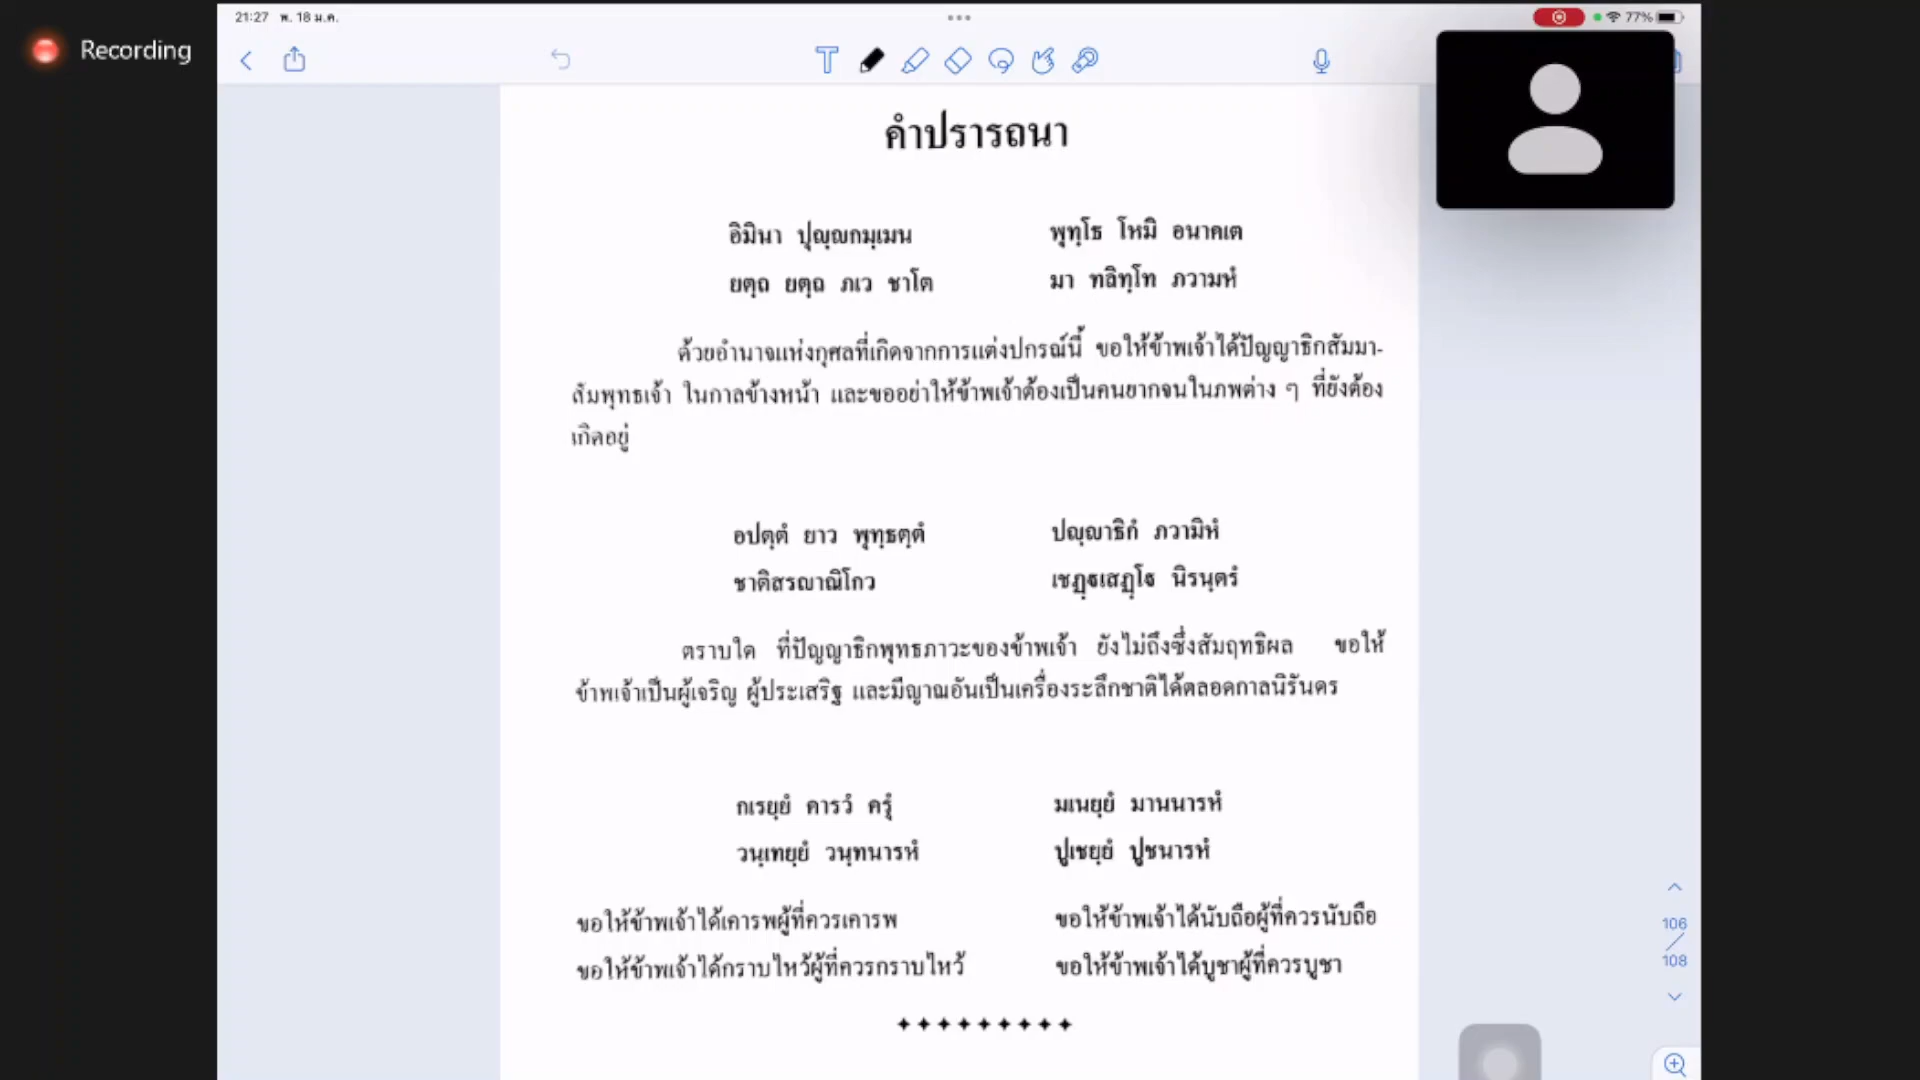 21:27 พ. 18 ม.ค.
77%
Recording
คำปรารถนา
อิมินา ปุญฺญกมฺเมน พุทฺโธ โหมิ อนาคเต
ยตฺถ ยตฺถ ภเว ชาโต มา ทลิทฺโท ภวามหํ
ด้วยอำนาจแห่งกุศลที่เกิดจากการแต่งปกรณ์นี้ ขอให้ข้าพเจ้าได้ปัญญาธิกสัมมา-
สัมพุทธเจ้า ในกาลข้างหน้า และขออย่าให้ข้าพเจ้าต้องเป็นคนยากจนในภพต่าง ๆ ที่ยังต้อง
เกิดอยู่
อปตฺตํ ยาว พุทฺธตฺตํ ปญฺญาธิกํ ภวามิหํ
ชาติสรญาณิโกว เชฏฺฐเสฏฺโฐ นิรนฺตรํ
ตราบใด ที่ปัญญาธิกพุทธภาวะของข้าพเจ้า ยังไม่ถึงซึ่งสัมฤทธิผล ขอให้
ข้าพเจ้าเป็นผู้เจริญ ผู้ประเสริฐ และมีญาณอันเป็นเครื่องระลึกชาติได้ตลอดกาลนิรันดร
กเรยฺยํ คารวํ ครุํ มเนยฺยํ มานนารหํ
วนฺเทยฺยํ วนฺทนารหํ ปูเชยฺยํ ปูชนารหํ
ขอให้ข้าพเจ้าได้เคารพผู้ที่ควรเคารพ ขอให้ข้าพเจ้าได้นับถือผู้ที่ควรนับถือ
ขอให้ข้าพเจ้าได้กราบไหว้ผู้ที่ควรกราบไหว้ ขอให้ข้าพเจ้าได้บูชาผู้ที่ควรบูชา
106
108